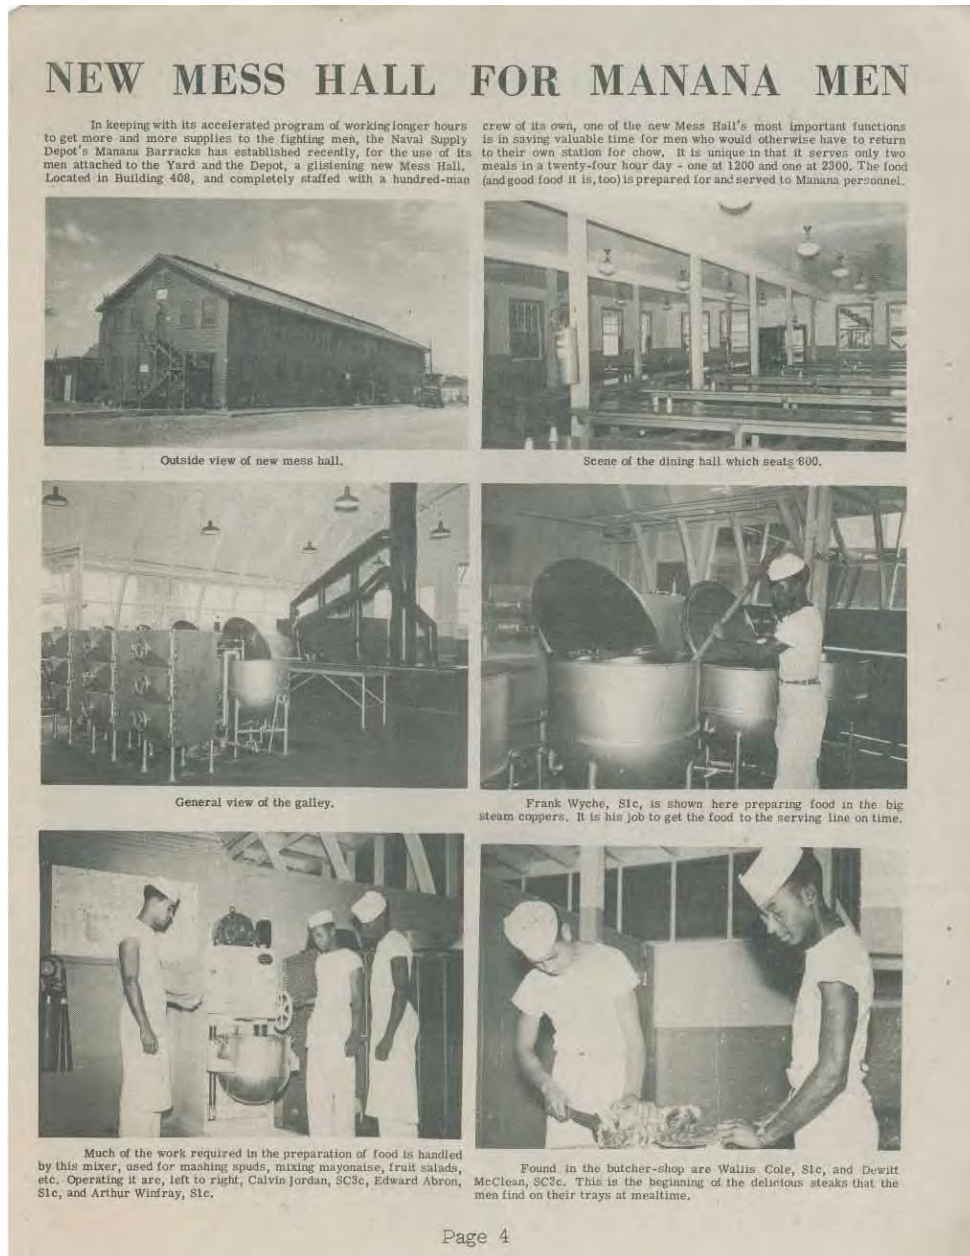 NEW MESS HALL FOR MANANA MEN
In keeping with its accelerated program of working longer hours
to get more and more supplies to the fighting men, the Naval Supply
Depot's Manana Barracks has established recently, for the use of its
men attached to the Yard and the Depot, a glistening new Mess Hall.
Located in Building 408, and completely staffed with a hundred-man
crew of its own, one of the new Mess Hall's most important functions
is in saving valuable time for men who would otherwise have to return
to their own station for chow. It is unique in that it serves only two
meals in a twenty-four hour day - one at 1200 and one at 2300. The food
(and good food it is, too) is prepared for and served to Manana personnel.
Outside view of new mess hall.
Scene of the dining hall which seats 800.
General view of the galley.
Frank Wyche, S1c, is shown here preparing food in the big
steam coppers. It is his job to get the food to the serving line on time.
Much of the work required in the preparation of food is handled
by this mixer, used for mashing spuds, mixing mayonaise, fruit salads,
etc. Operating it are, left to right, Calvin Jordan, SC3c, Edward Abron,
S1c, and Arthur Winfray, S1c.
Found in the butcher-shop are Wallis Cole, S1c, and Dewitt
McClean, SC2c. This is the beginning of the delicious steaks that the
men find on their trays at mealtime.
Page 4